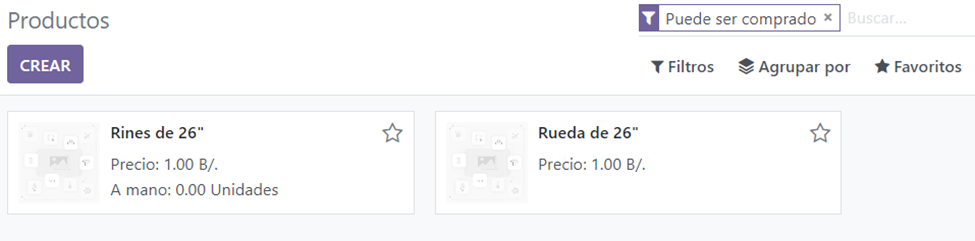 Productos
Puede ser comprado ×
Buscar...
CREAR
Filtros Agrupar por Favoritos
Rines de 26"
Precio: 1.00 B/.
A mano: 0.00 Unidades
Rueda de 26"
Precio: 1.00 B/.